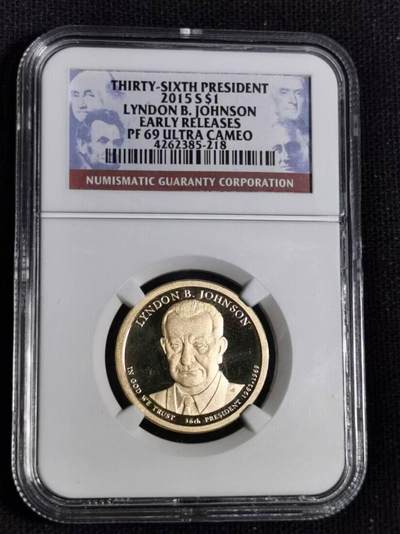 THIRTY-SIXTH PRESIDENT
2015 S $1
LYNDON B. JOHNSON
EARLY RELEASES
PF 69 ULTRA CAMEO
4262385-218
NUMISMATIC GUARANTY CORPORATION
LYNDON B. JOHNSON
IN GOD WE TRUST 36th PRESIDENT 1963-1969